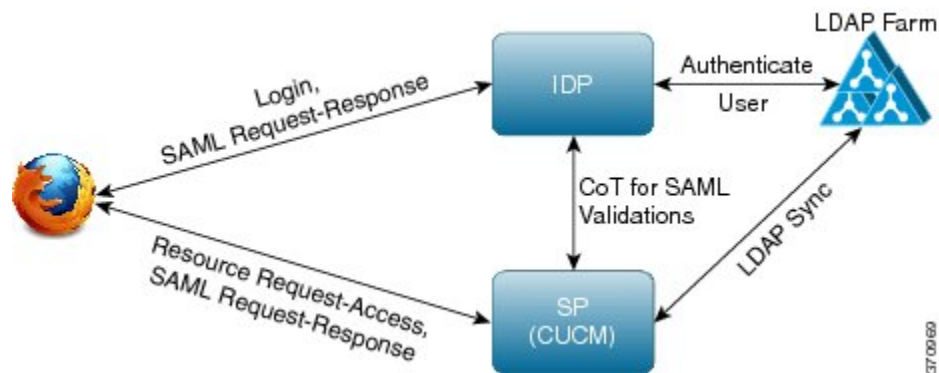 LDAP Farm
Login,
SAML Request-Response
IDP
Authenticate
User
CoT for SAML
Validations
LDAP Sync
Resource Request-Access,
SAML Request-Response
SP
(CUCM)
370969